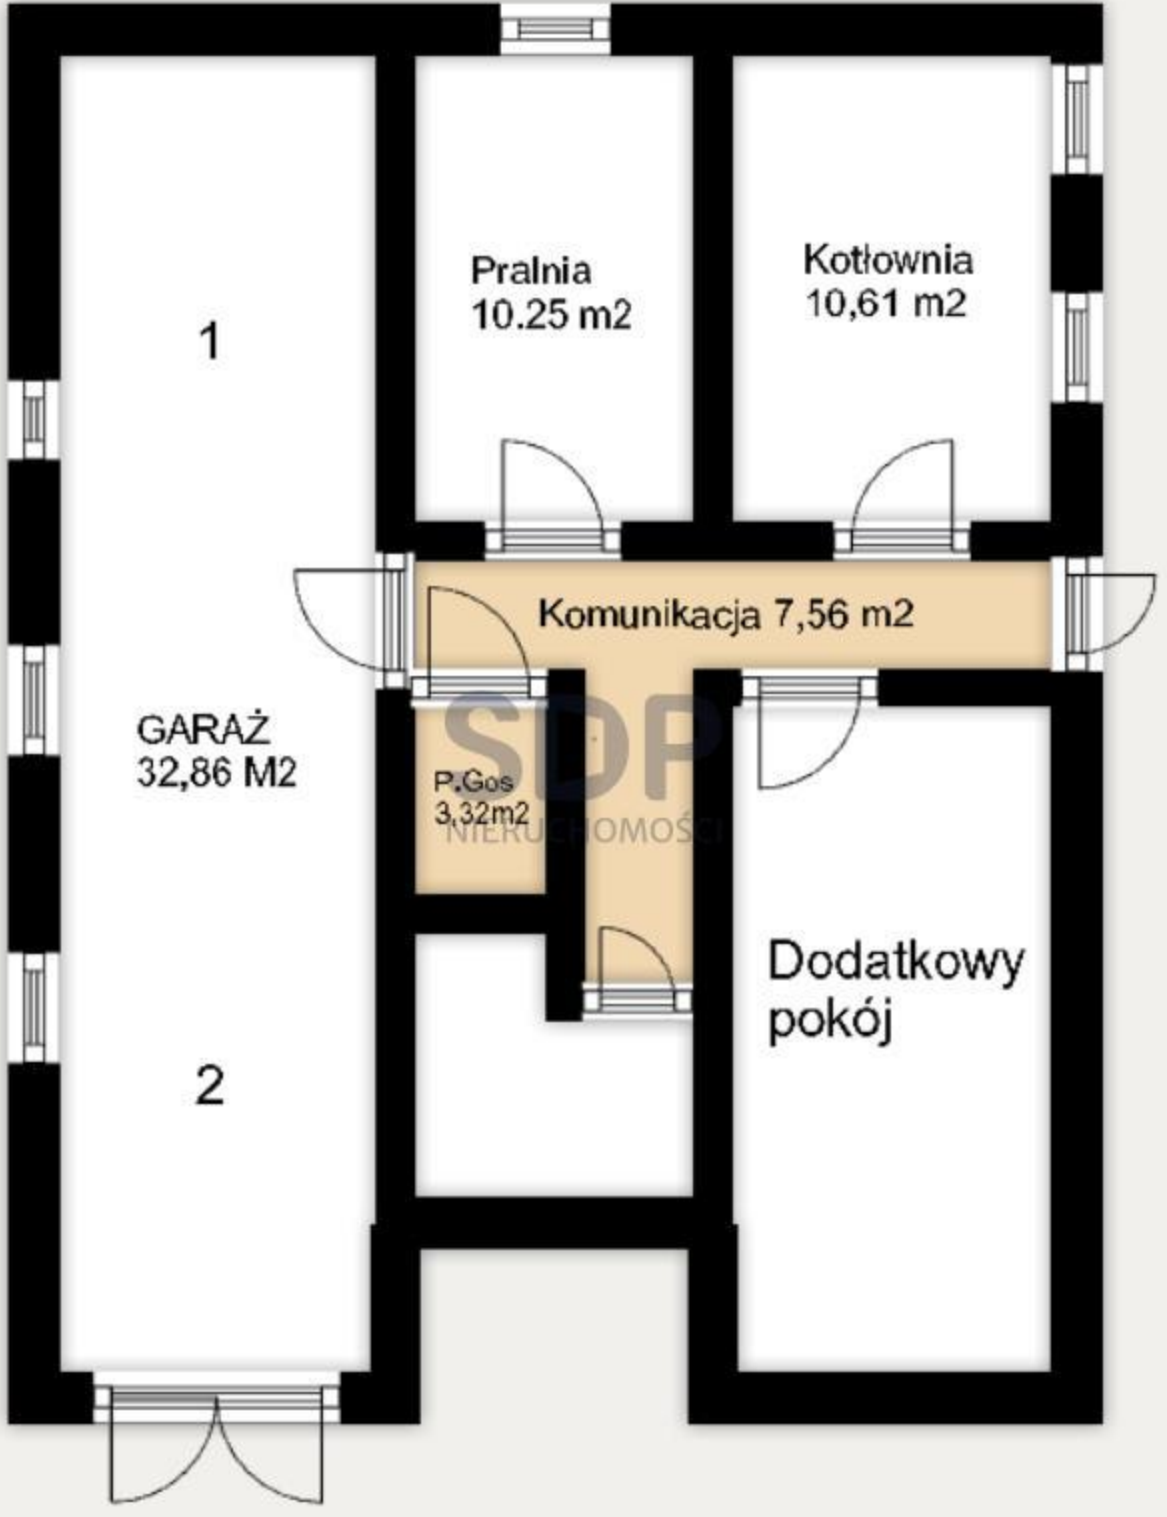 Pralnia
10.25 m2
Kotłownia
10,61 m2
1
Komunikacja 7,56 m2
GARAŻ
32,86 M2
SDP
NIERUCHOMOŚCI
P.Gos
3,32m2
Dodatkowy
pokój
2